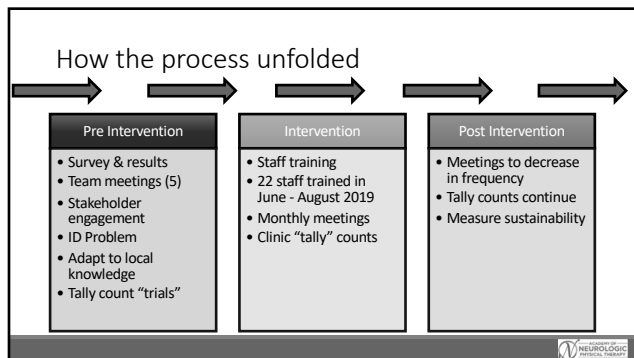 How the process unfolded
Pre Intervention
• Survey & results
• Team meetings (5)
• Stakeholder
engagement
• ID Problem
• Adapt to local
knowledge
• Tally count “trials”
Intervention
• Staff training
• 22 staff trained in
June - August 2019
• Monthly meetings
• Clinic “tally” counts
Post Intervention
• Meetings to decrease
in frequency
• Tally counts continue
• Measure sustainability
ACADEMY OF
NEUROLOGIC
PHYSICAL THERAPY